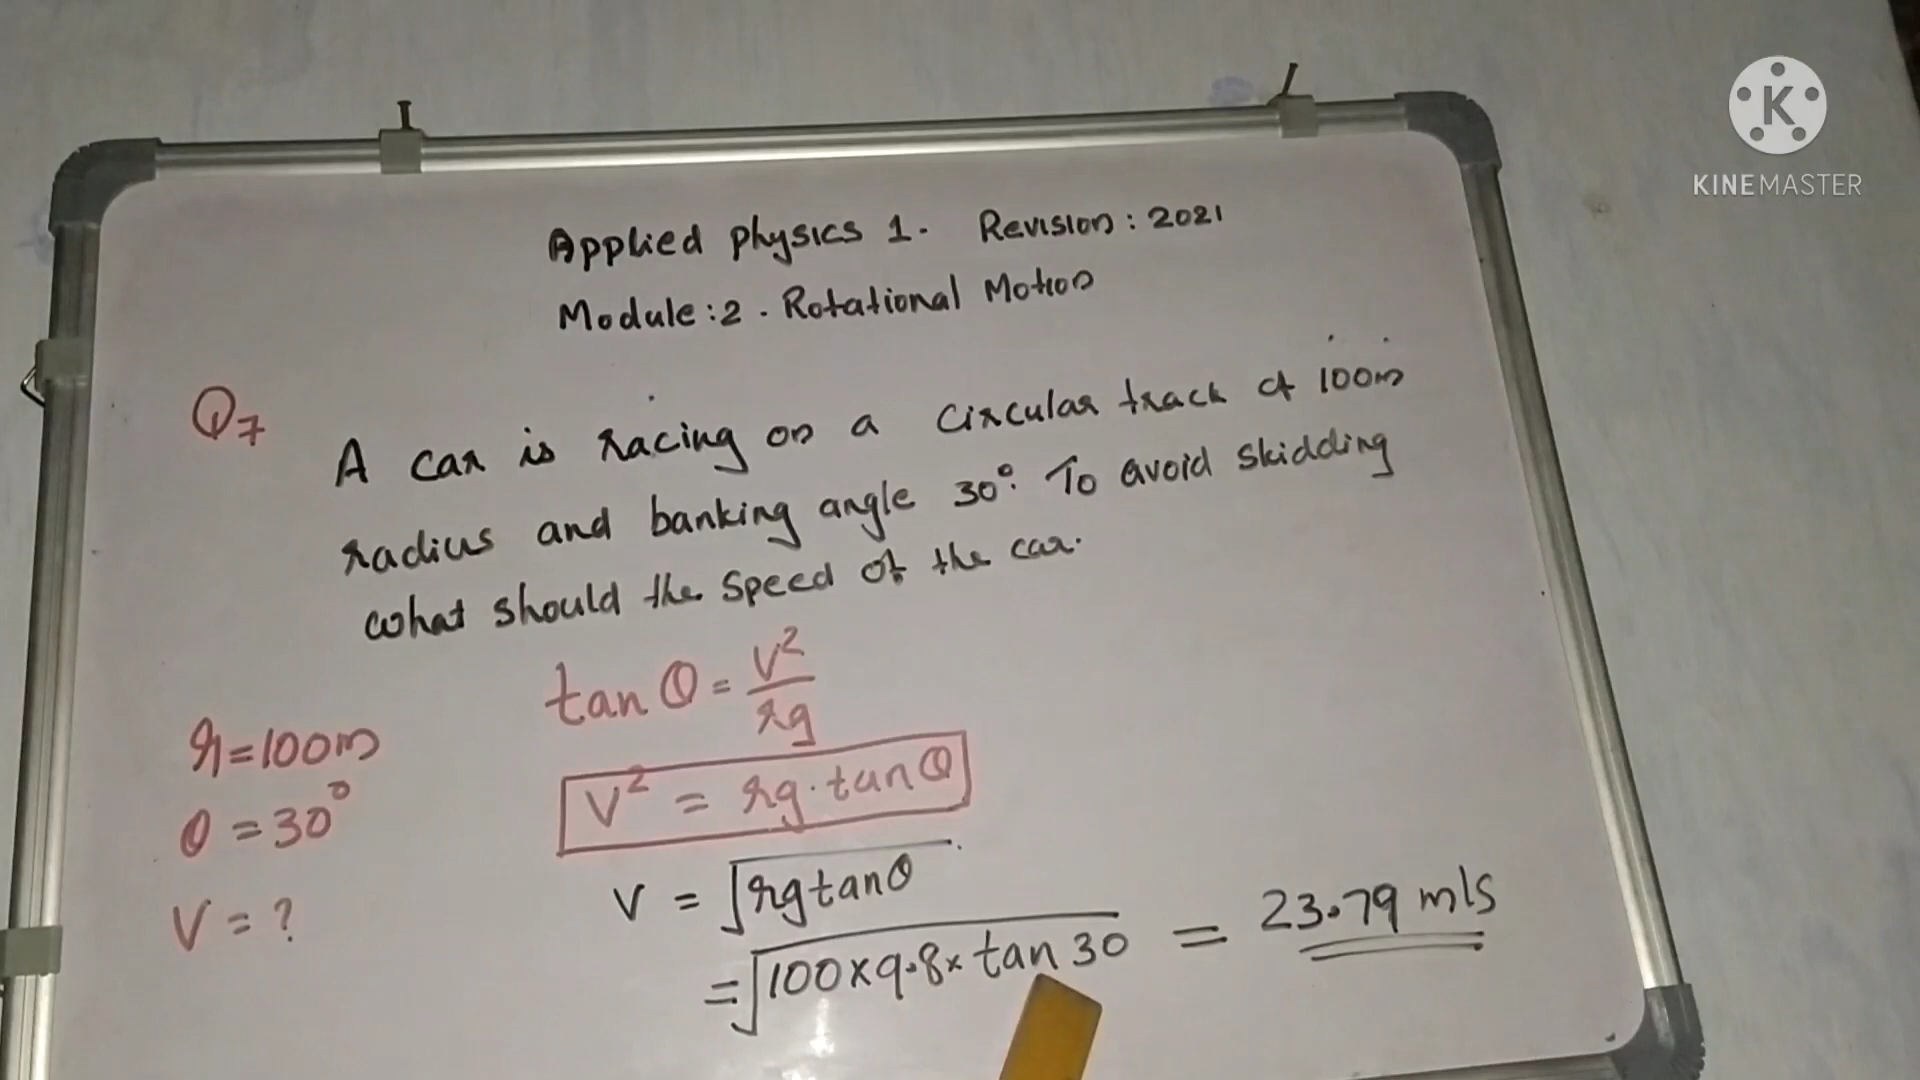 KINEMASTER
Applied physics 1. Revision: 2021
Module: 2. Rotational Motion
Q7
A car is racing on a circular track of 100m
radius and banking angle 30°. To avoid skidding
what should the speed of the car.
r = 100m
θ = 30°
V = ?
tan θ = V²/rg
V² = rg·tanθ
V = √rg tanθ
= √100×9.8×tan 30 = 23.79 m/s